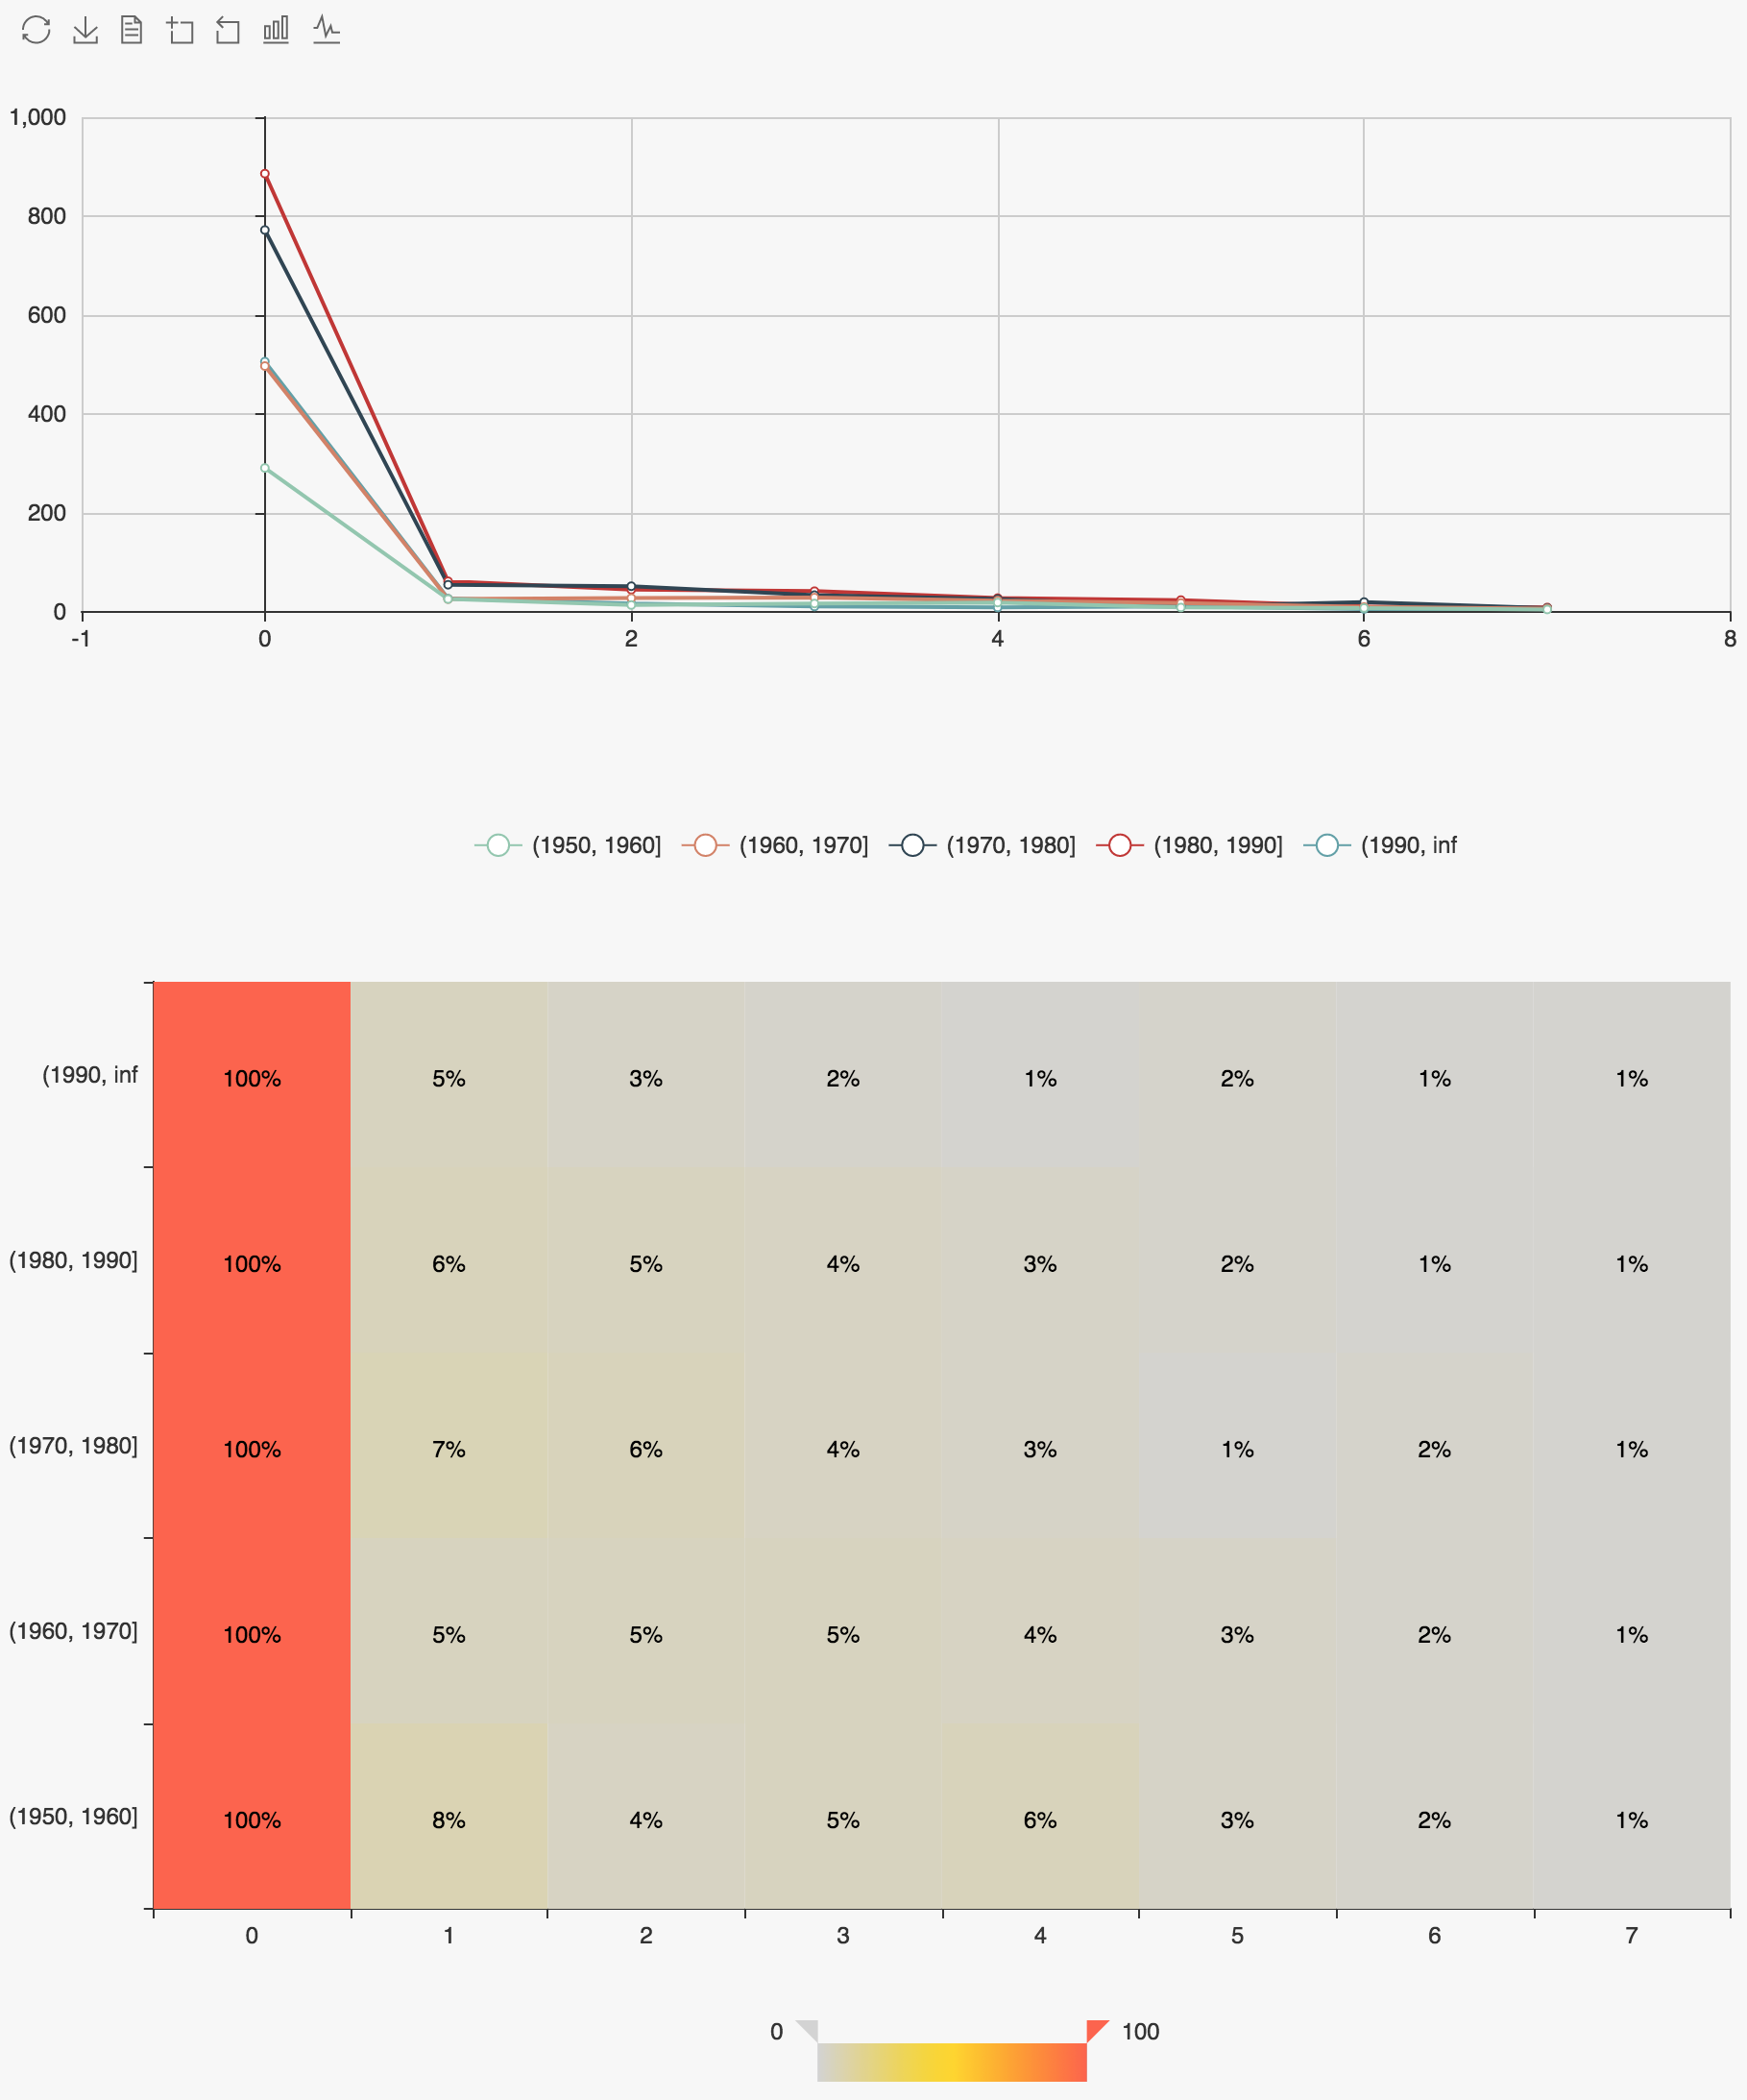 1,000
800
600
400
200
0
-1 0 2 4 6 8
(1950, 1960] (1960, 1970] (1970, 1980] (1980, 1990] (1990, inf
(1990, inf 100% 5% 3% 2% 1% 2% 1% 1%
(1980, 1990] 100% 6% 5% 4% 3% 2% 1% 1%
(1970, 1980] 100% 7% 6% 4% 3% 1% 2% 1%
(1960, 1970] 100% 5% 5% 5% 4% 3% 2% 1%
(1950, 1960] 100% 8% 4% 5% 6% 3% 2% 1%
0 1 2 3 4 5 6 7
0 100